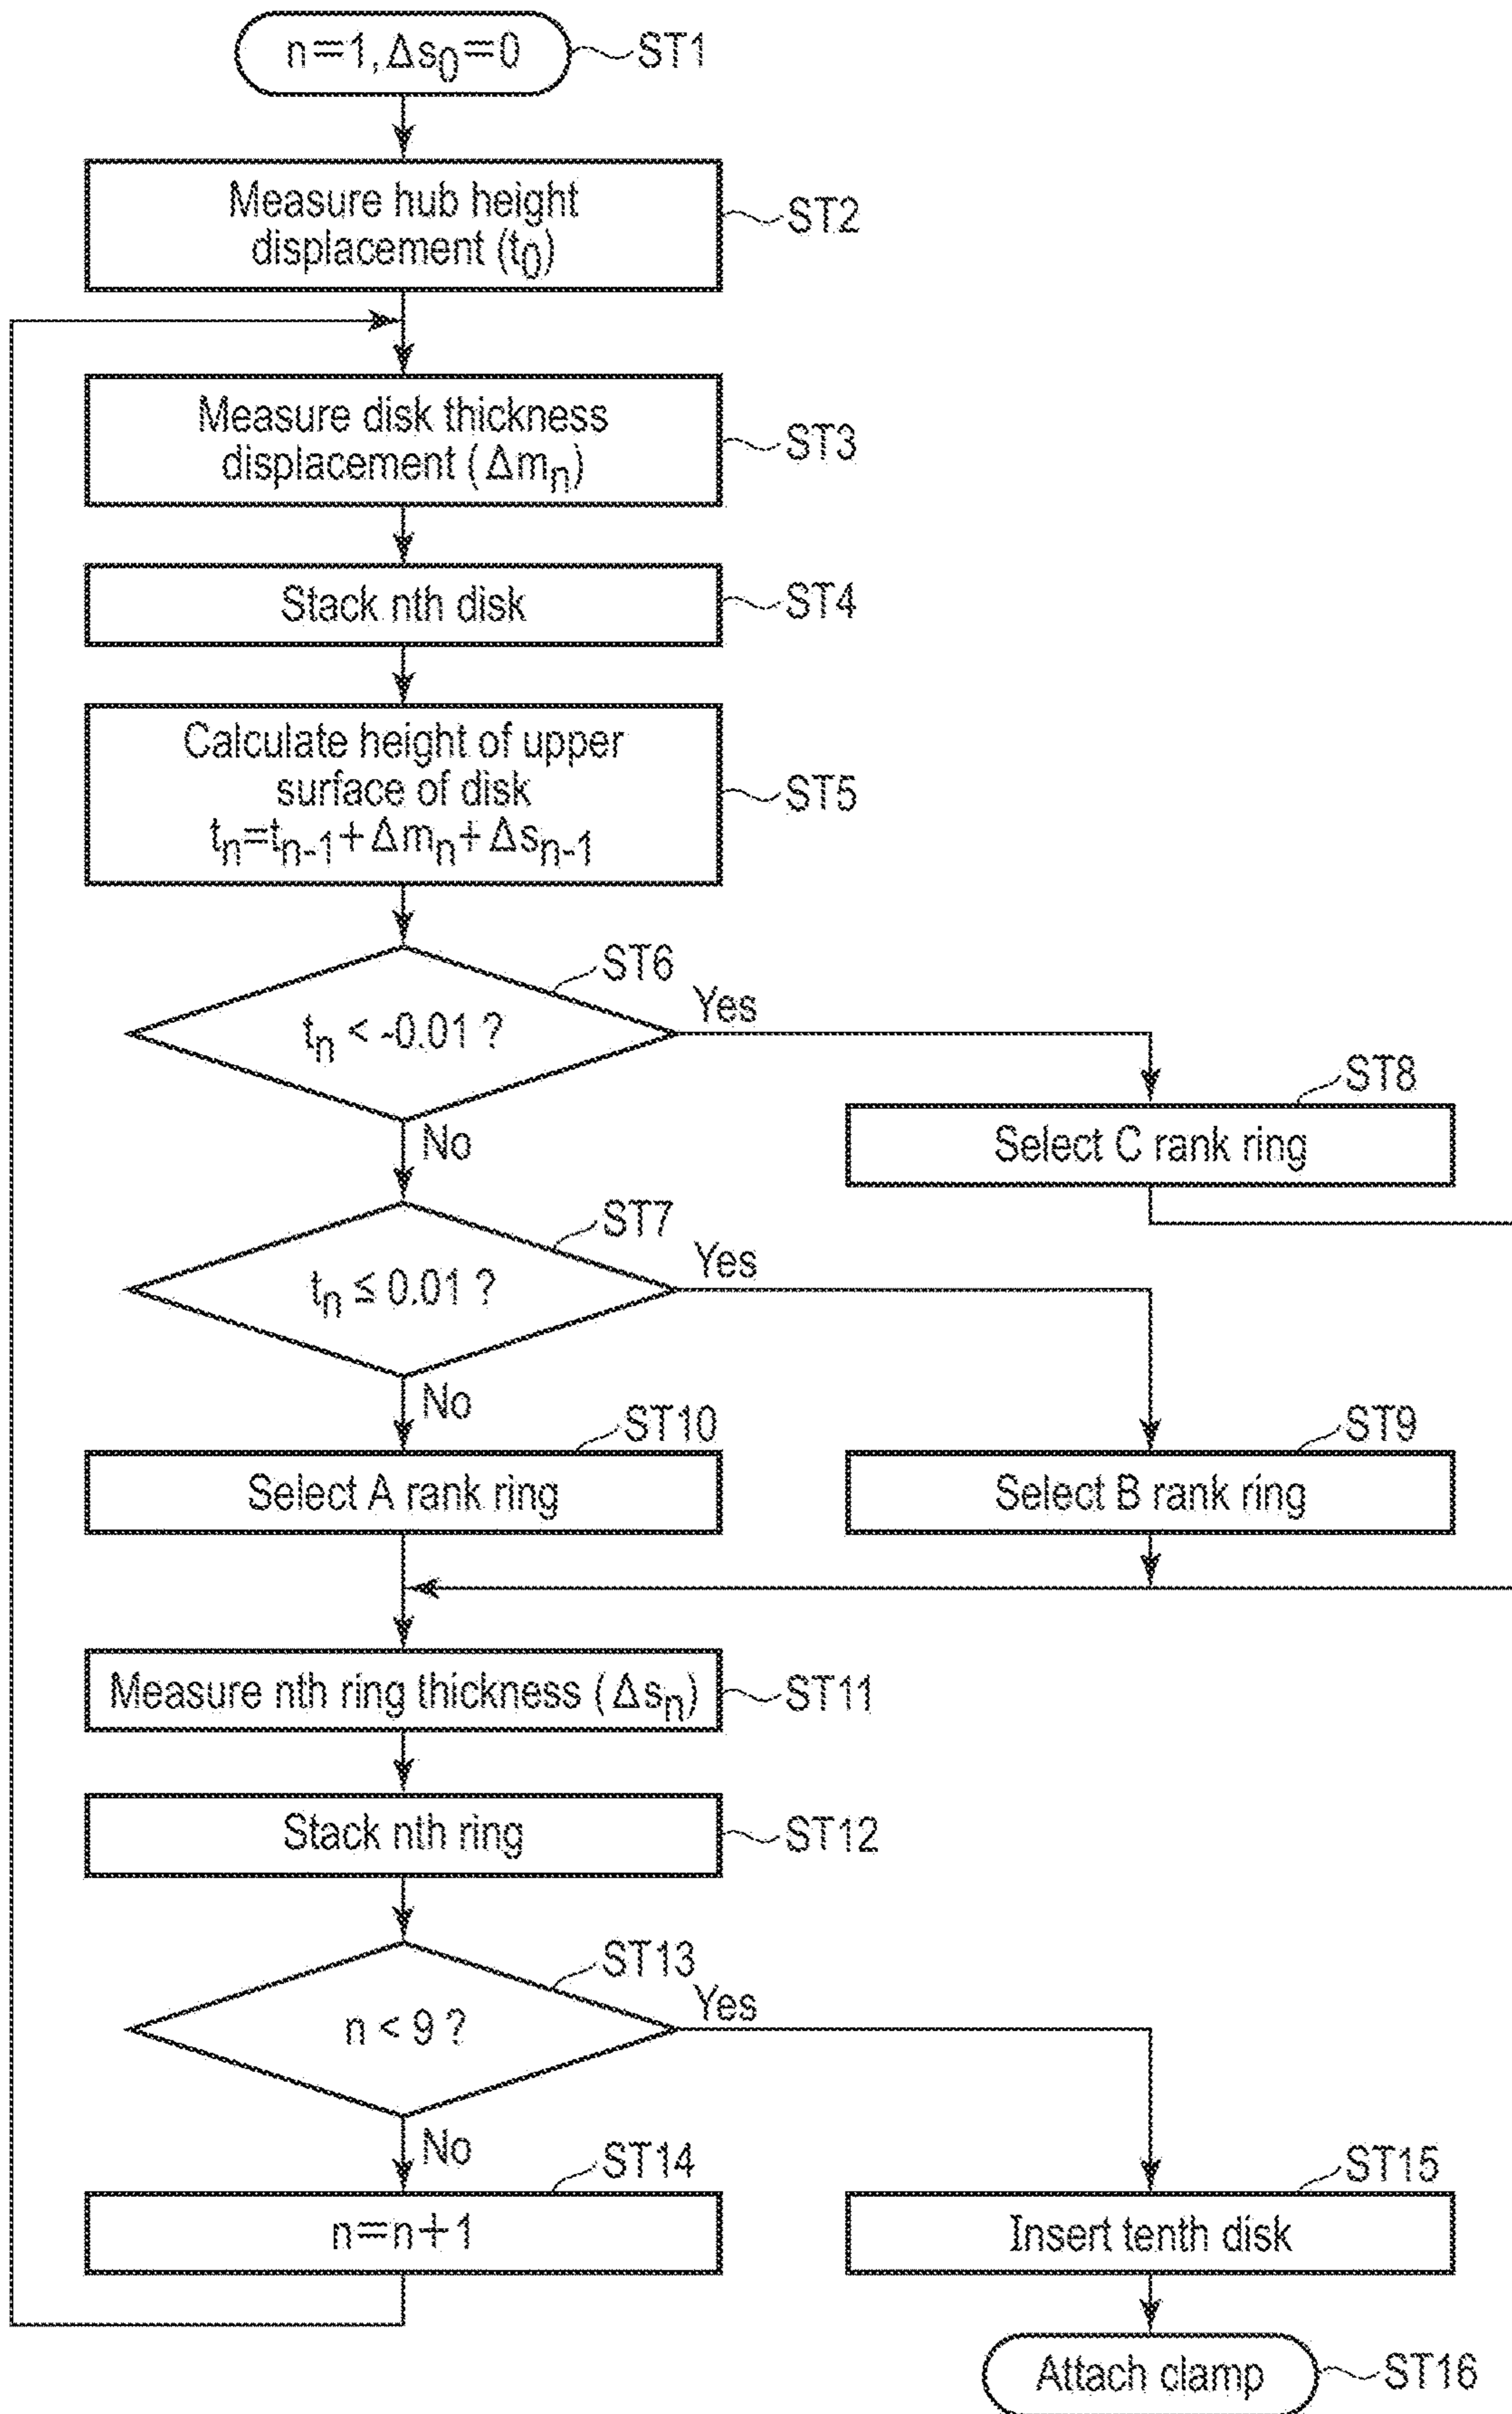 n=1, Δs₀=0
ST1
Measure hub height
displacement (t₀)
ST2
Measure disk thickness
displacement (Δmₙ)
ST3
Stack nth disk
ST4
Calculate height of upper
surface of disk
tₙ=tₙ₋₁+Δmₙ+Δsₙ₋₁
ST5
ST6
tₙ < -0.01 ?
Yes
No
ST8
Select C rank ring
ST7
tₙ ≤ 0.01 ?
Yes
No
ST10
Select A rank ring
ST9
Select B rank ring
Measure nth ring thickness (Δsₙ)
ST11
Stack nth ring
ST12
ST13
n < 9 ?
Yes
No
ST14
n=n+1
ST15
Insert tenth disk
Attach clamp
ST16